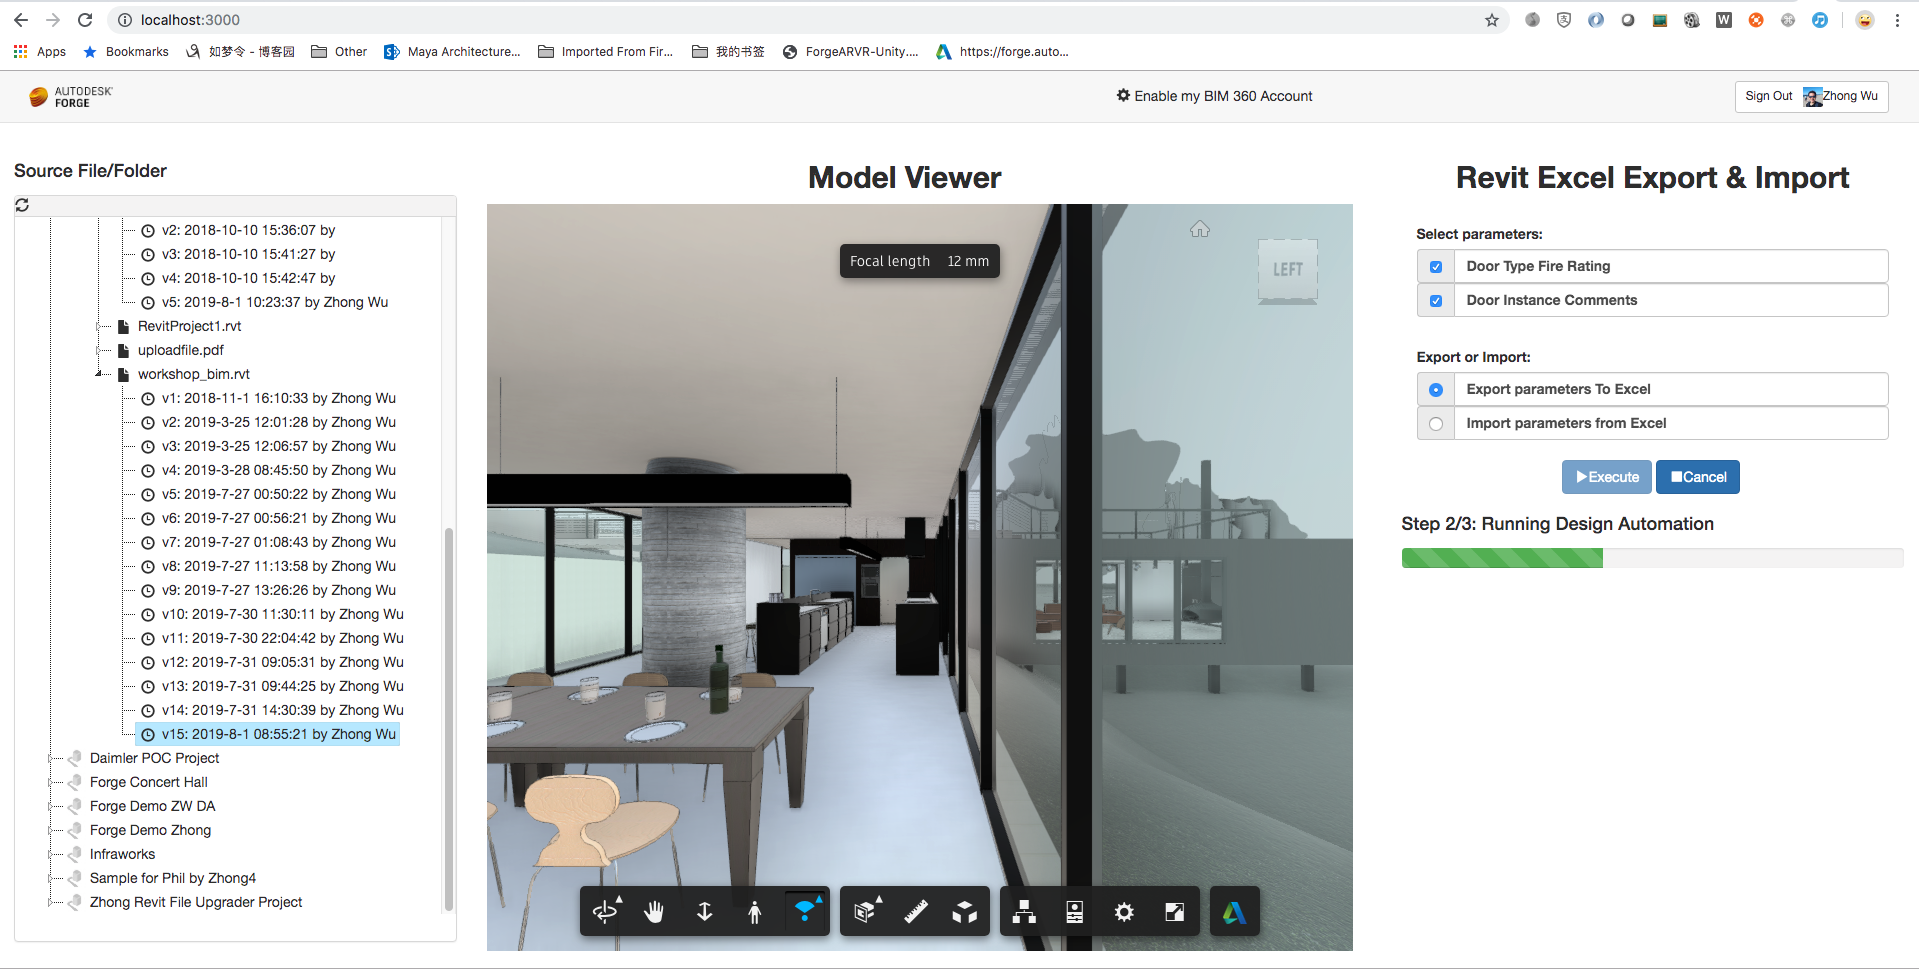 localhost:3000
Apps Bookmarks 如梦令 - 博客园 Other Maya Architecture... Imported From Fir... 我的书签 ForgeARVR-Unity.... https://forge.auto...
AUTODESK
FORGE
Enable my BIM 360 Account
Sign Out Zhong Wu
Source File/Folder
v2: 2018-10-10 15:36:07 by
v3: 2018-10-10 15:41:27 by
v4: 2018-10-10 15:42:47 by
v5: 2019-8-1 10:23:37 by Zhong Wu
RevitProject1.rvt
uploadfile.pdf
workshop_bim.rvt
v1: 2018-11-1 16:10:33 by Zhong Wu
v2: 2019-3-25 12:01:28 by Zhong Wu
v3: 2019-3-25 12:06:57 by Zhong Wu
v4: 2019-3-28 08:45:50 by Zhong Wu
v5: 2019-7-27 00:50:22 by Zhong Wu
v6: 2019-7-27 00:56:21 by Zhong Wu
v7: 2019-7-27 01:08:43 by Zhong Wu
v8: 2019-7-27 11:13:58 by Zhong Wu
v9: 2019-7-27 13:26:26 by Zhong Wu
v10: 2019-7-30 11:30:11 by Zhong Wu
v11: 2019-7-30 22:04:42 by Zhong Wu
v12: 2019-7-31 09:05:31 by Zhong Wu
v13: 2019-7-31 09:44:25 by Zhong Wu
v14: 2019-7-31 14:30:39 by Zhong Wu
v15: 2019-8-1 08:55:21 by Zhong Wu
Daimler POC Project
Forge Concert Hall
Forge Demo ZW DA
Forge Demo Zhong
Infraworks
Sample for Phil by Zhong4
Zhong Revit File Upgrader Project
Model Viewer
Focal length 12 mm
LEFT
Revit Excel Export & Import
Select parameters:
Door Type Fire Rating
Door Instance Comments
Export or Import:
Export parameters To Excel
Import parameters from Excel
Execute Cancel
Step 2/3: Running Design Automation